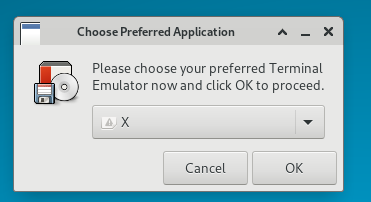 Choose Preferred Application
Please choose your preferred Terminal
Emulator now and click OK to proceed.
X
Cancel OK